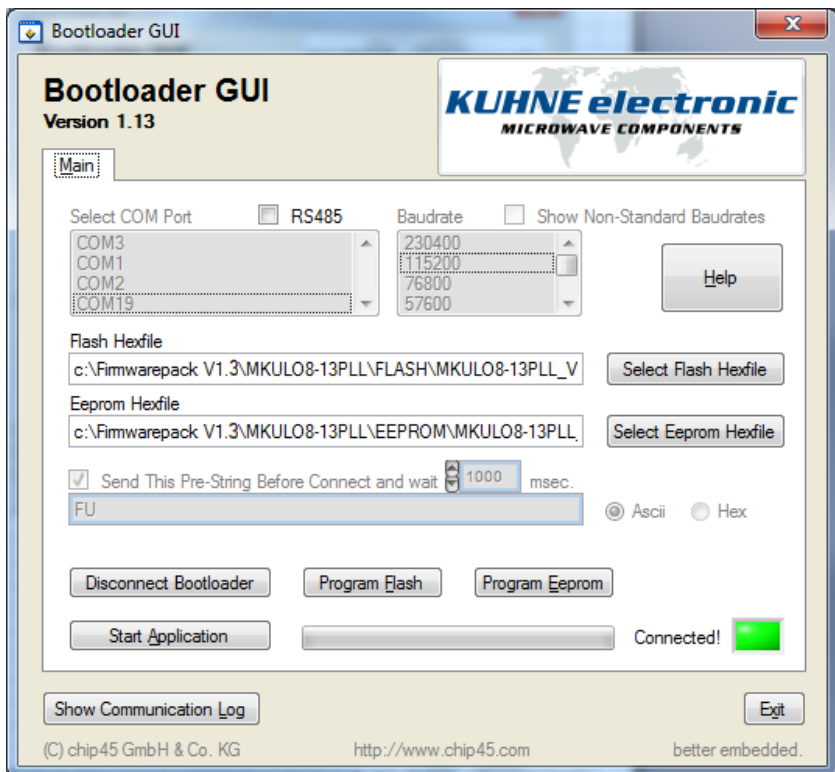 Bootloader GUI
Bootloader GUI
Version 1.13
KUHNE electronic
MICROWAVE COMPONENTS
Main
Select COM Port RS485 Baudrate Show Non-Standard Baudrates
COM3 230400
COM1 115200
COM2 76800
COM19 57600
Help
Flash Hexfile
c:\Firmwarepack V1.3\MKULO8-13PLL\FLASH\MKULO8-13PLL_V Select Flash Hexfile
Eeprom Hexfile
c:\Firmwarepack V1.3\MKULO8-13PLL\EEPROM\MKULO8-13PLL_ Select Eeprom Hexfile
Send This Pre-String Before Connect and wait 1000 msec.
FU Ascii Hex
Disconnect Bootloader Program Flash Program Eeprom
Start Application Connected!
Show Communication Log Exit
(C) chip45 GmbH & Co. KG http://www.chip45.com better embedded.